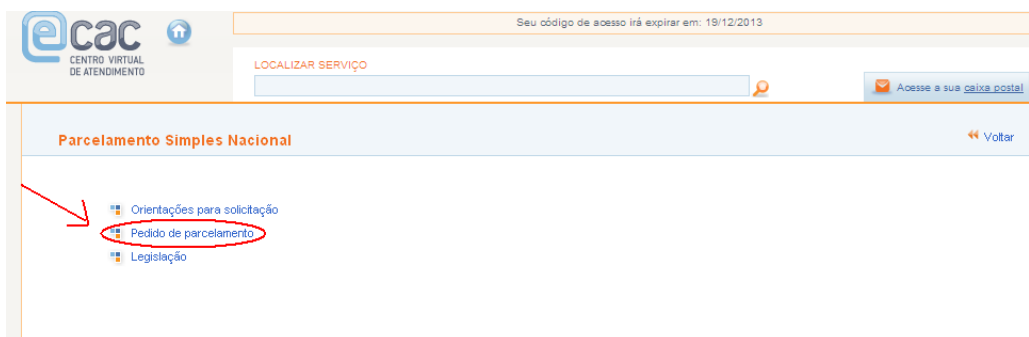 Seu código de acesso irá expirar em: 19/12/2013
ecac
CENTRO VIRTUAL
DE ATENDIMENTO
LOCALIZAR SERVIÇO
Acesse a sua caixa postal
Parcelamento Simples Nacional
Voltar
Orientações para solicitação
Pedido de parcelamento
Legislação